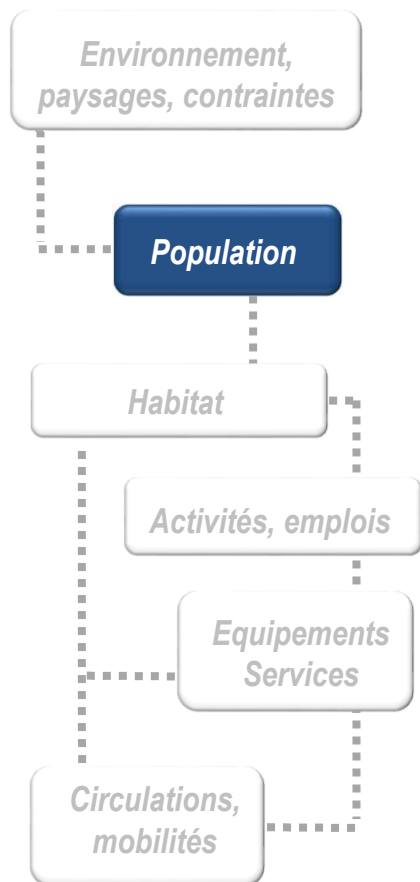 Environnement,
paysages, contraintes
Population
Habitat
Activités, emplois
Equipements
Services
Circulations,
mobilités